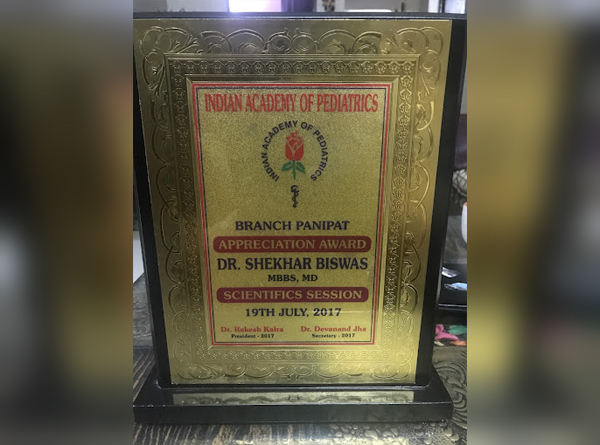 INDIAN ACADEMY OF PEDIATRICS
INDIAN ACADEMY OF PEDIATRICS
BRANCH PANIPAT
APPRECIATION AWARD
DR. SHEKHAR BISWAS
MBBS, MD
SCIENTIFICS SESSION
19TH JULY, 2017
Dr. Rakesh Kalra Dr. Devanand Jha
President - 2017 Secretary - 2017